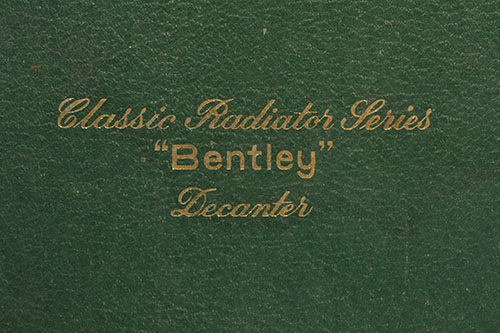 Classic Radiator Series
"Bentley"
Decanter